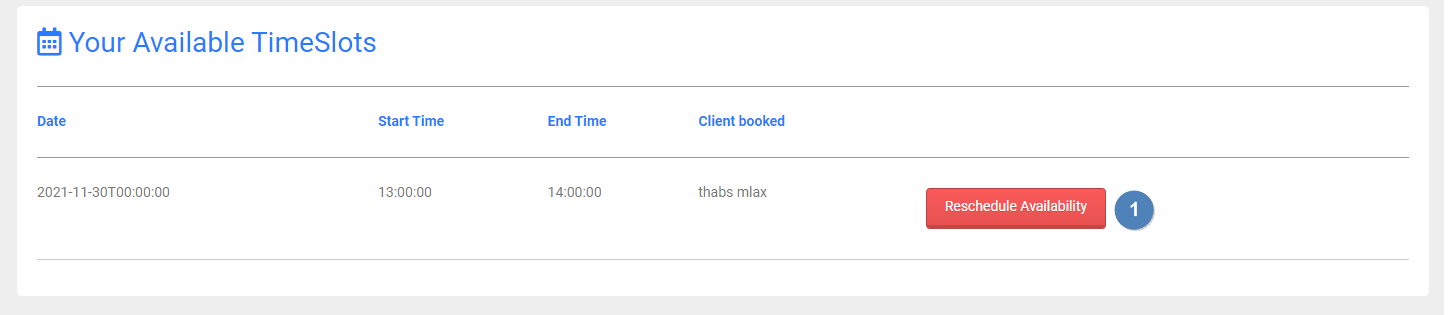 Your Available TimeSlots
Date Start Time End Time Client booked
2021-11-30T00:00:00 13:00:00 14:00:00 thabs mlax Reschedule Availability 1